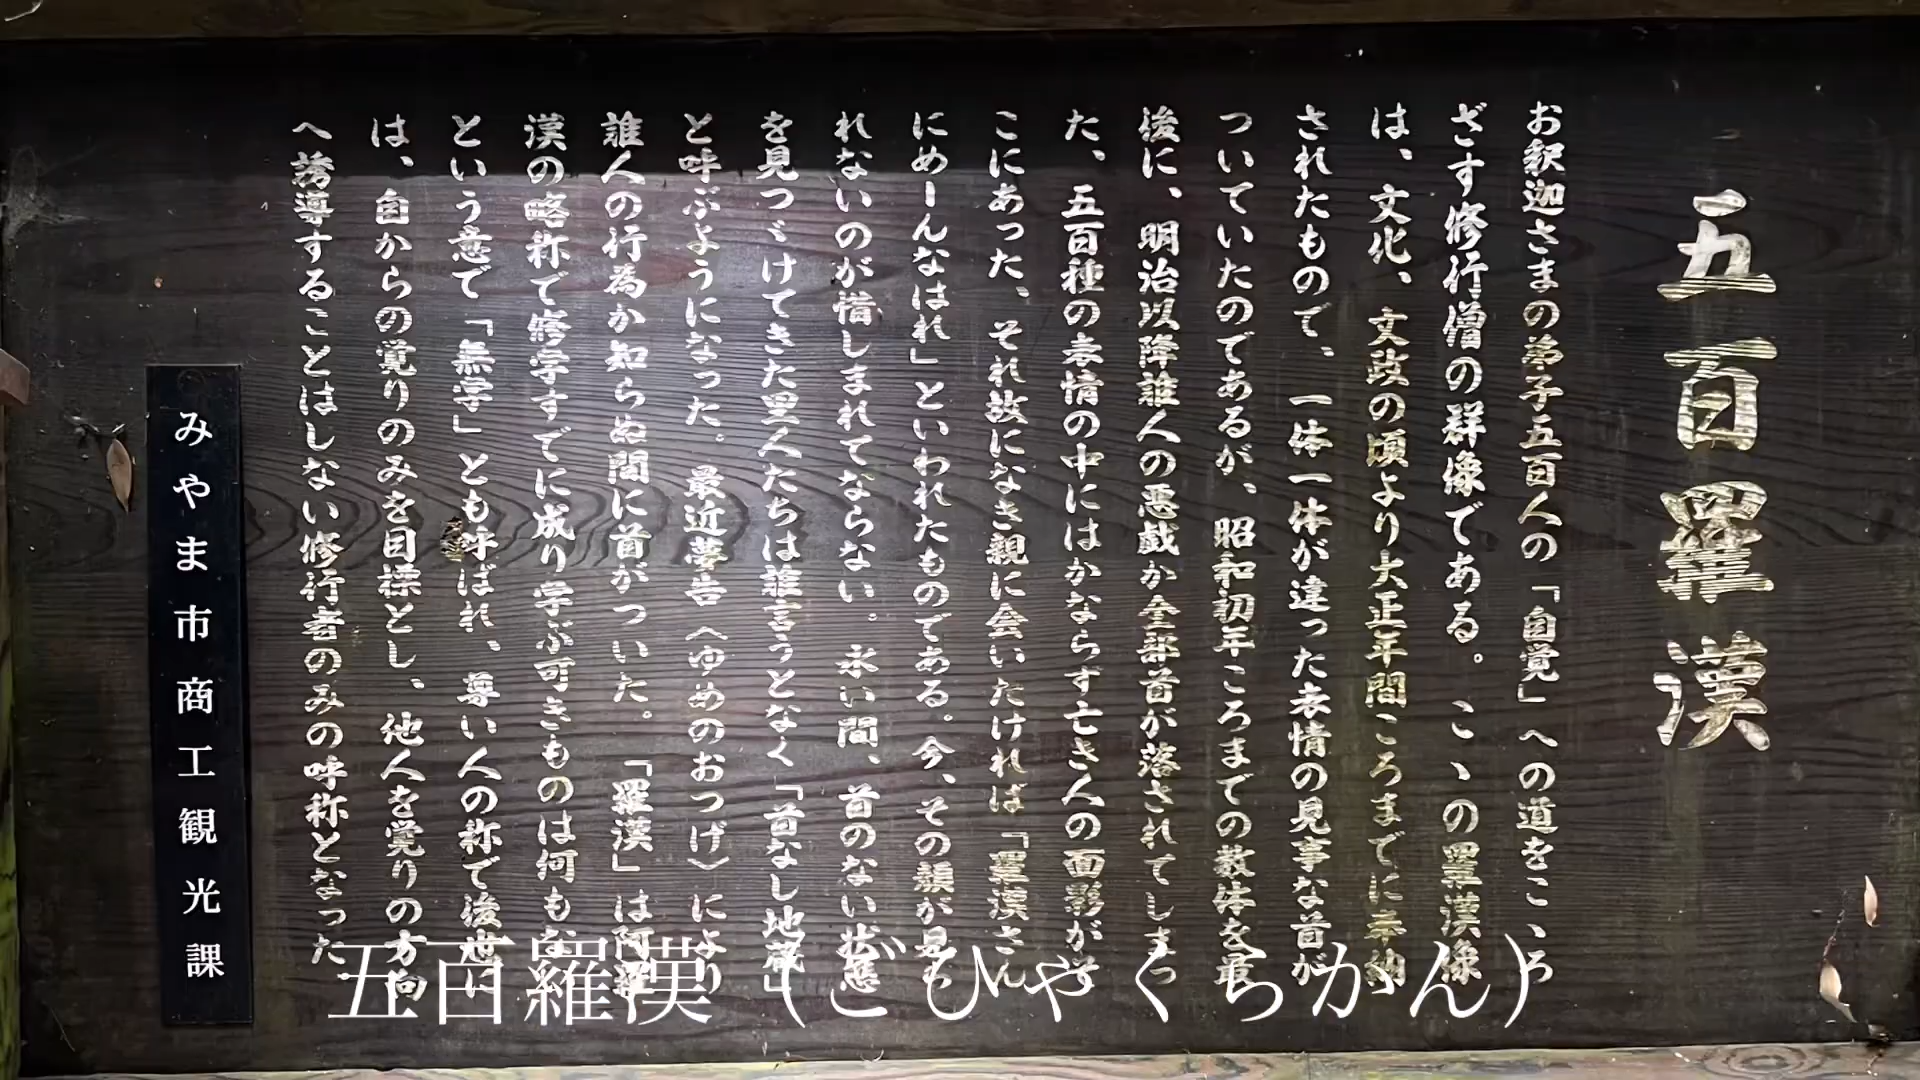 五百羅漢
お釈迦さまの弟子五百人の「自覚」への道をこゝろ
ざす修行僧の群像である。こゝの羅漢像
は、文化、文政の頃より大正年間ころまでに奉納
されたもので、一体一体が違った表情の見事な首が
ついていたのであるが、昭和初年ころまでの数体を最
後に、明治以降誰人の悪戯か全部首が落されてしまっ
た、五百種の表情の中にはかならず亡き人の面影がそ
こにあった、それ故になき親に会いたければ「羅漢さん
にめーんなはれ」といわれたものである。今、その顔が見
れないのが惜しまれてならない。永い間、首のない状態
を見つゞけてきた里人たちは誰言うとなく「首なし地蔵」
と呼ぶようになった。最近夢告〈ゆめのおつげ〉により
誰人の行為か知らぬ間に首がついた。「羅漢」は阿羅
漢の略称で修学すでに成り学ぶ可きものは何もな
という意で「無学」とも呼ばれ、尊い人の称で後世に
は、自からの覚りのみを目標とし、他人を覚りの方向
へ誘導することはしない修行者のみの呼称となった
みやま市商工観光課
五百羅漢（ごひゃくらかん）